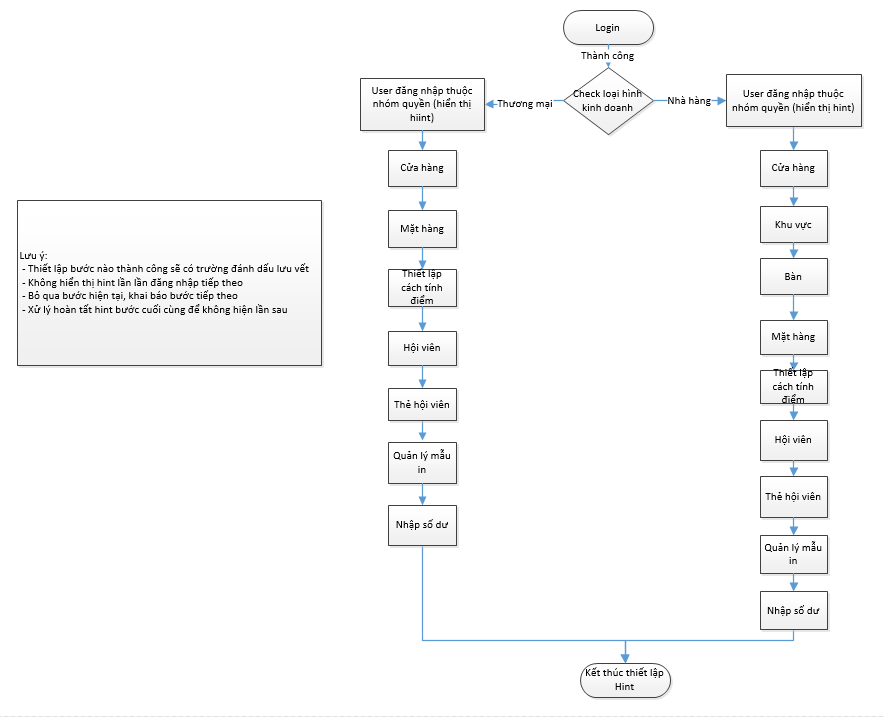 Login
Thành công
Check loại hình
kinh doanh
Thương mại
Nhà hàng
User đăng nhập thuộc
nhóm quyền (hiển thị
hiint)
Cửa hàng
Mặt hàng
Thiết lập
cách tính
điểm
Hội viên
Thẻ hội viên
Quản lý mẫu
in
Nhập số dư
User đăng nhập thuộc
nhóm quyền (hiển thị hint)
Cửa hàng
Khu vực
Bàn
Mặt hàng
Thiết lập
cách tính
điểm
Hội viên
Thẻ hội viên
Quản lý mẫu
in
Nhập số dư
Kết thúc thiết lập
Hint
Lưu ý:
- Thiết lập bước nào thành công sẽ có trường đánh dấu lưu vết
- Không hiển thị hint lần lần đăng nhập tiếp theo
- Bỏ qua bước hiện tại, khai báo bước tiếp theo
- Xử lý hoàn tất hint bước cuối cùng để không hiện lần sau